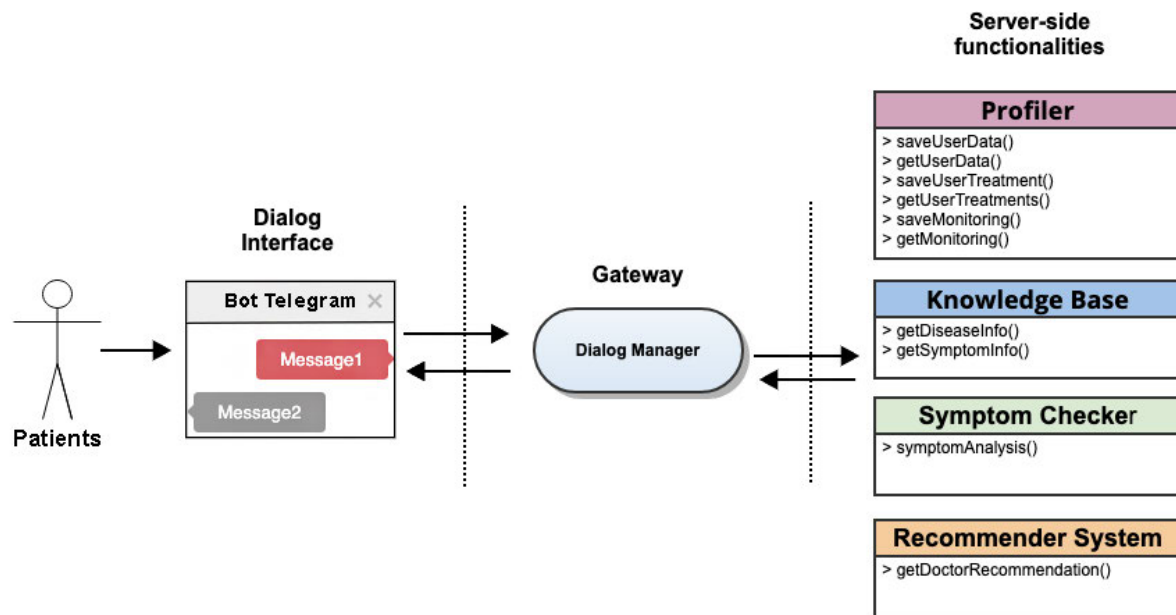 Server-side
functionalities
Profiler
> saveUserData()
> getUserData()
> saveUserTreatment()
> getUserTreatments()
> saveMonitoring()
> getMonitoring()
Dialog
Interface
Bot Telegram ×
Message1
Message2
Patients
Gateway
Dialog Manager
Knowledge Base
> getDiseaseInfo()
> getSymptomInfo()
Symptom Checker
> symptomAnalysis()
Recommender System
> getDoctorRecommendation()